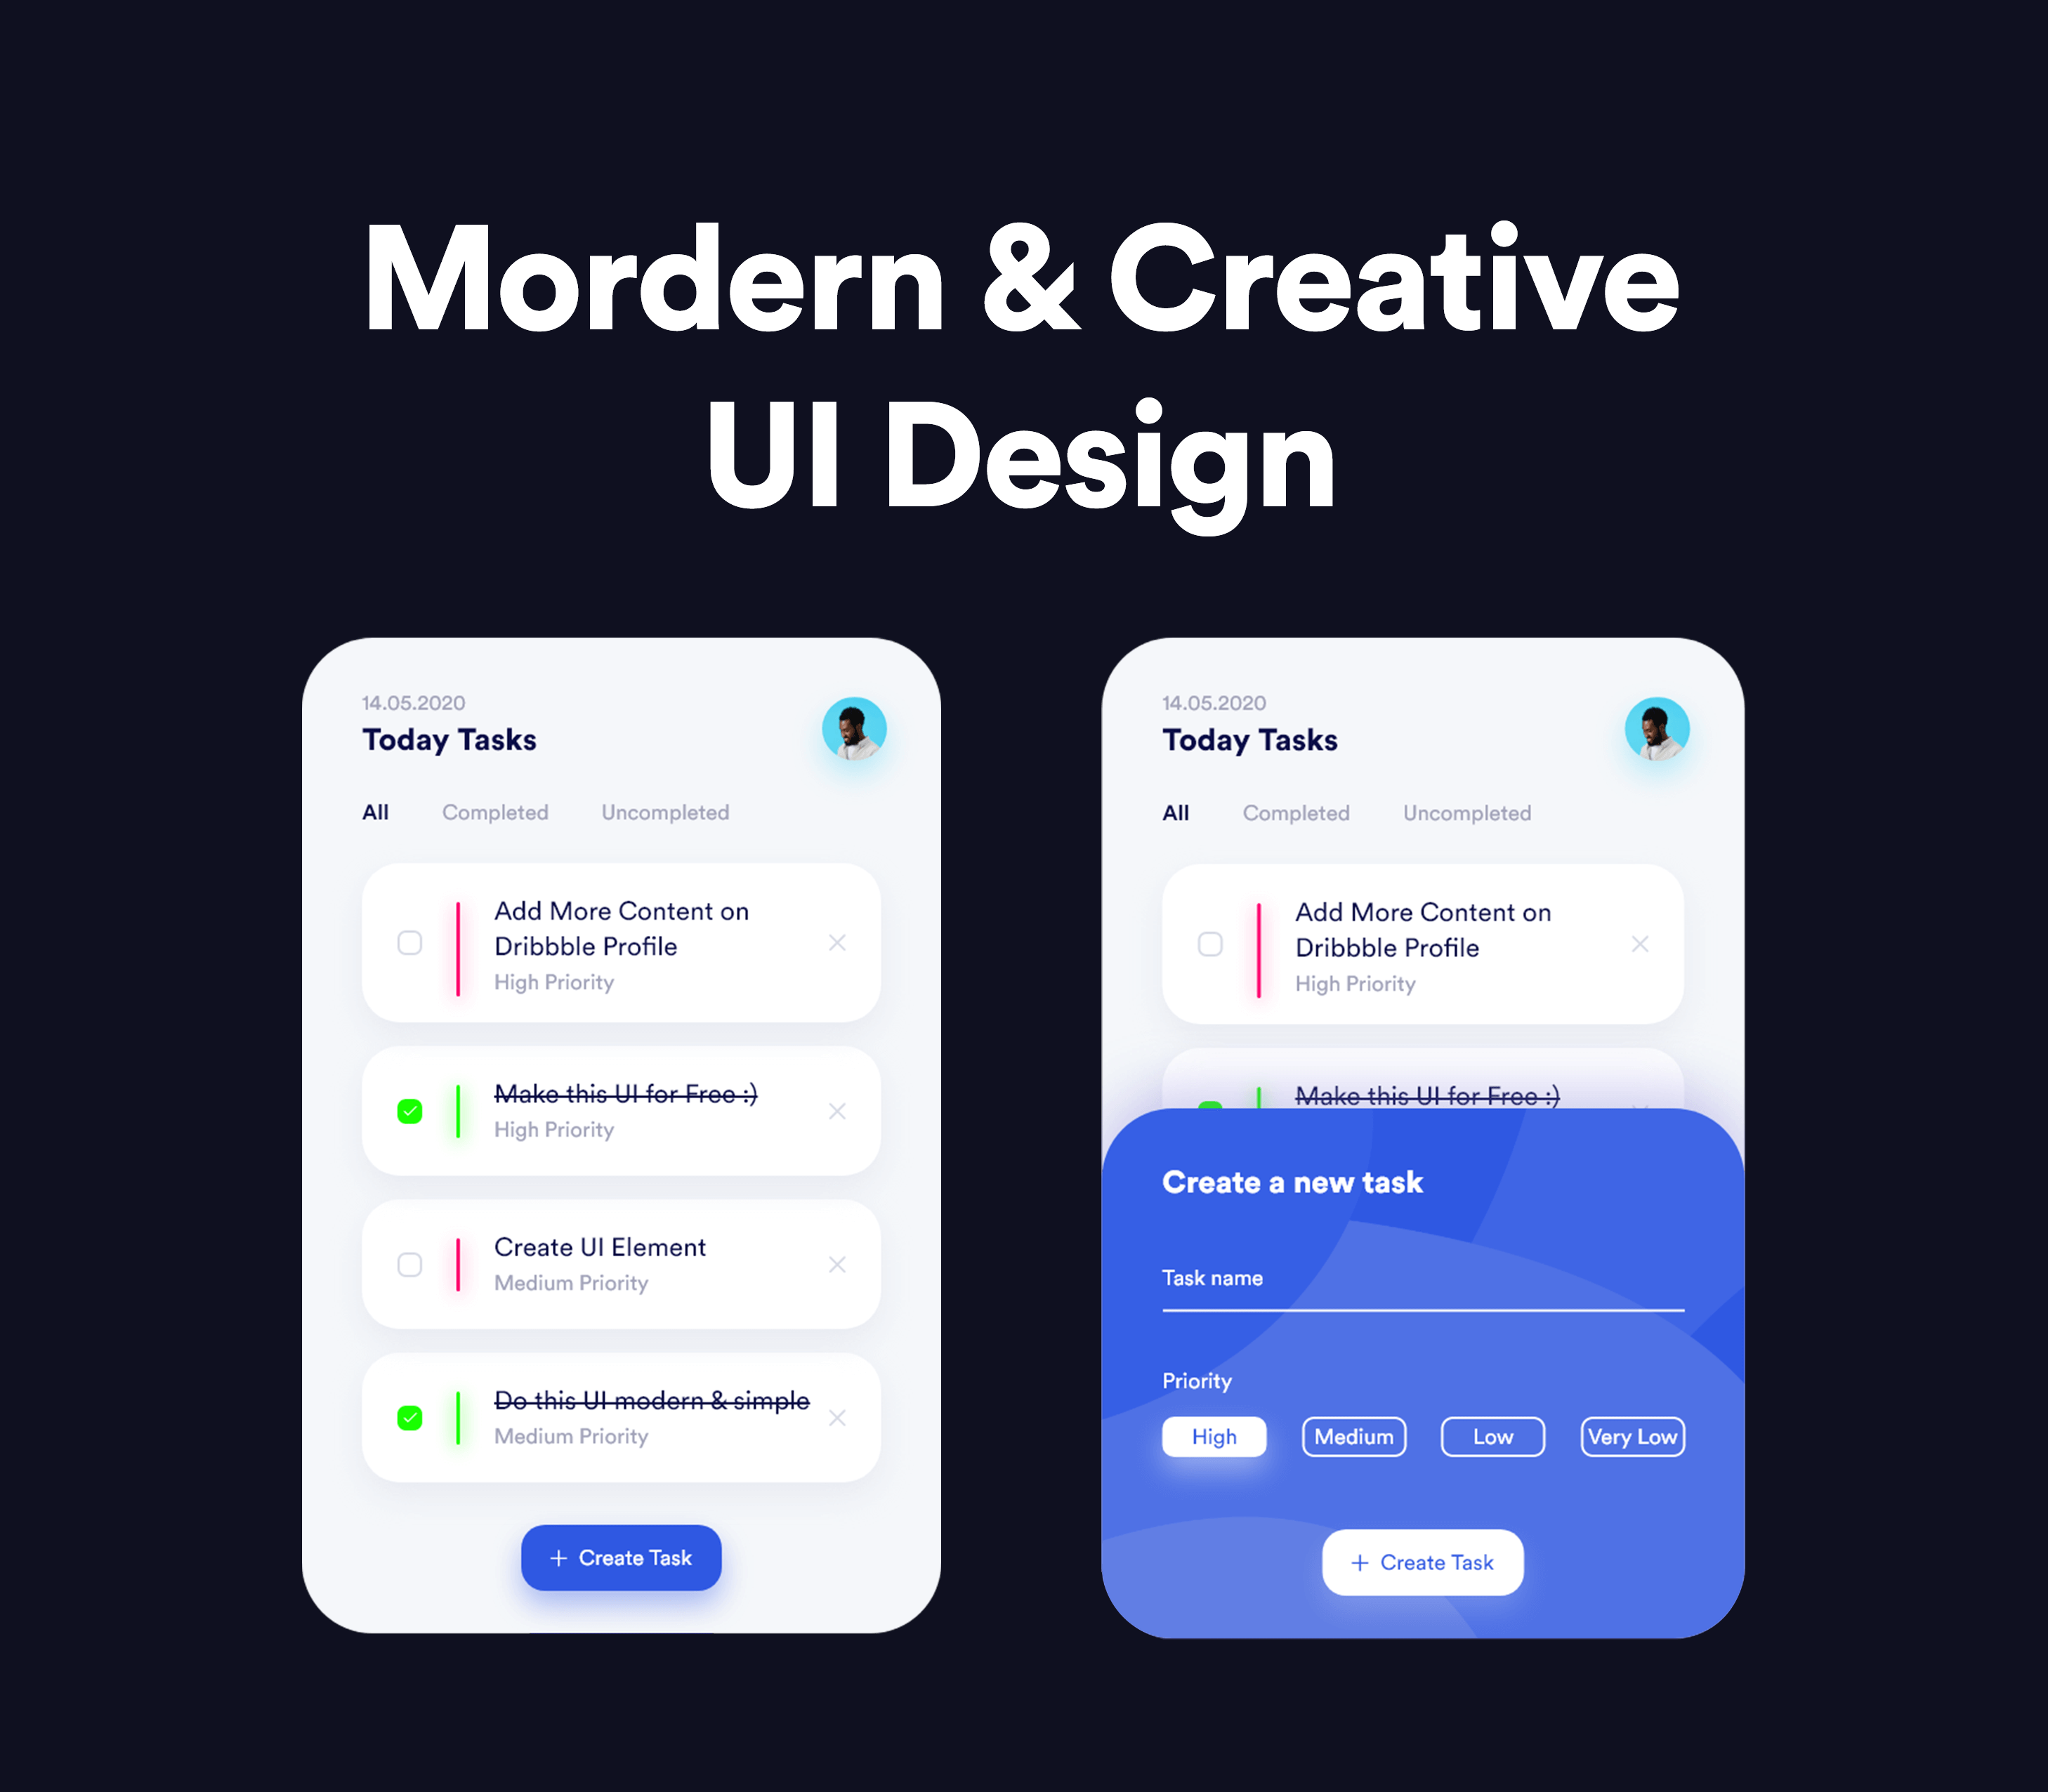 Mordern & Creative
UI Design
14.05.2020
Today Tasks
All Completed Uncompleted
Add More Content on
Dribbble Profile
High Priority
Make this UI for Free :)
High Priority
Create UI Element
Medium Priority
Do this UI modern & simple
Medium Priority
+ Create Task
14.05.2020
Today Tasks
All Completed Uncompleted
Add More Content on
Dribbble Profile
High Priority
Make this UI for Free :)
Create a new task
Task name
Priority
High Medium Low Very Low
+ Create Task